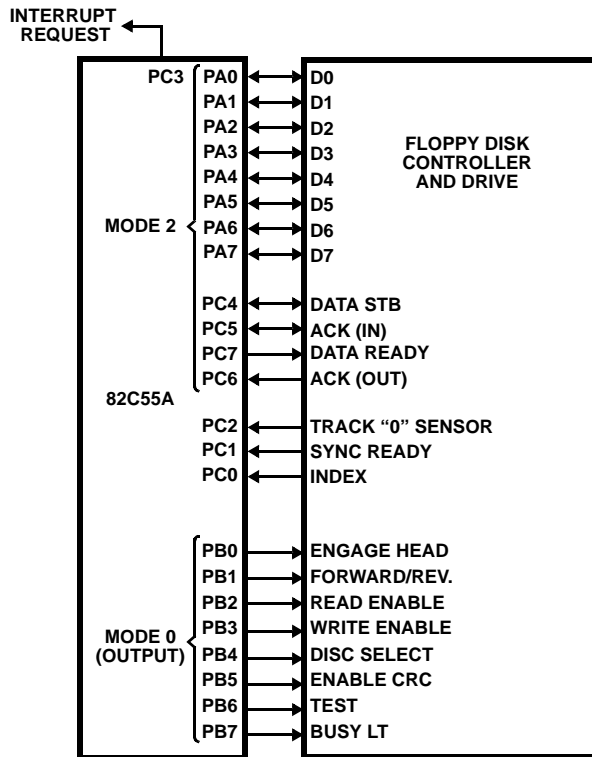 INTERRUPT
REQUEST
PC3 PA0 D0
PA1 D1
PA2 D2
PA3 D3
PA4 D4
PA5 D5
MODE 2 PA6 D6
PA7 D7
FLOPPY DISK
CONTROLLER
AND DRIVE
PC4 DATA STB
PC5 ACK (IN)
PC7 DATA READY
PC6 ACK (OUT)
82C55A
PC2 TRACK “0” SENSOR
PC1 SYNC READY
PC0 INDEX
PB0 ENGAGE HEAD
PB1 FORWARD/REV.
PB2 READ ENABLE
PB3 WRITE ENABLE
MODE 0
(OUTPUT)
PB4 DISC SELECT
PB5 ENABLE CRC
PB6 TEST
PB7 BUSY LT